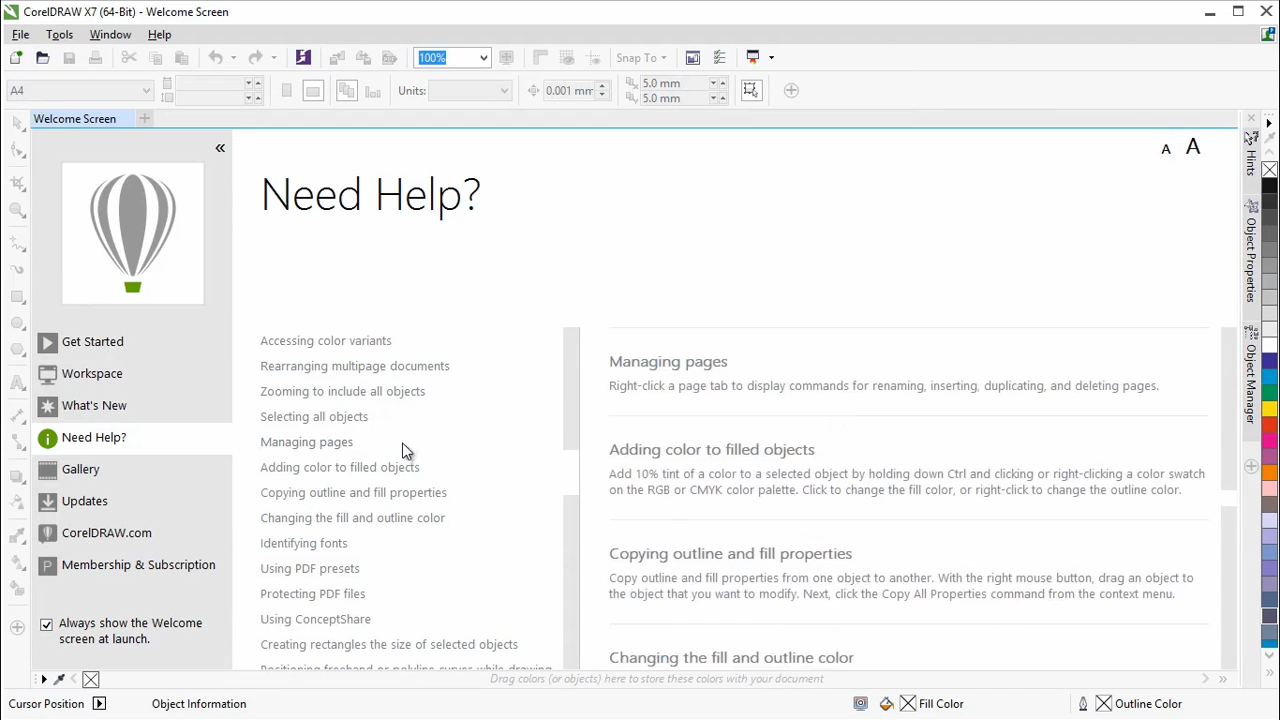 CorelDRAW X7 (64-Bit) - Welcome Screen
File Tools Window Help
100% Snap To
A4 Units: 0.001 mm 5.0 mm
5.0 mm
Welcome Screen
A A
Need Help?
Get Started
Workspace
What's New
Need Help?
Gallery
Updates
CorelDRAW.com
Membership & Subscription
Always show the Welcome
screen at launch.
Accessing color variants
Rearranging multipage documents
Zooming to include all objects
Selecting all objects
Managing pages
Adding color to filled objects
Copying outline and fill properties
Changing the fill and outline color
Identifying fonts
Using PDF presets
Protecting PDF files
Using ConceptShare
Creating rectangles the size of selected objects
Positioning freehand or polyline curves while drawing
Managing pages
Right-click a page tab to display commands for renaming, inserting, duplicating, and deleting pages.
Adding color to filled objects
Add 10% tint of a color to a selected object by holding down Ctrl and clicking or right-clicking a color swatch
on the RGB or CMYK color palette. Click to change the fill color, or right-click to change the outline color.
Copying outline and fill properties
Copy outline and fill properties from one object to another. With the right mouse button, drag an object to
the object that you want to modify. Next, click the Copy All Properties command from the context menu.
Changing the fill and outline color
Hints
Object Properties
Object Manager
Drag colors (or objects) here to store these colors with your document
Cursor Position Object Information Fill Color Outline Color